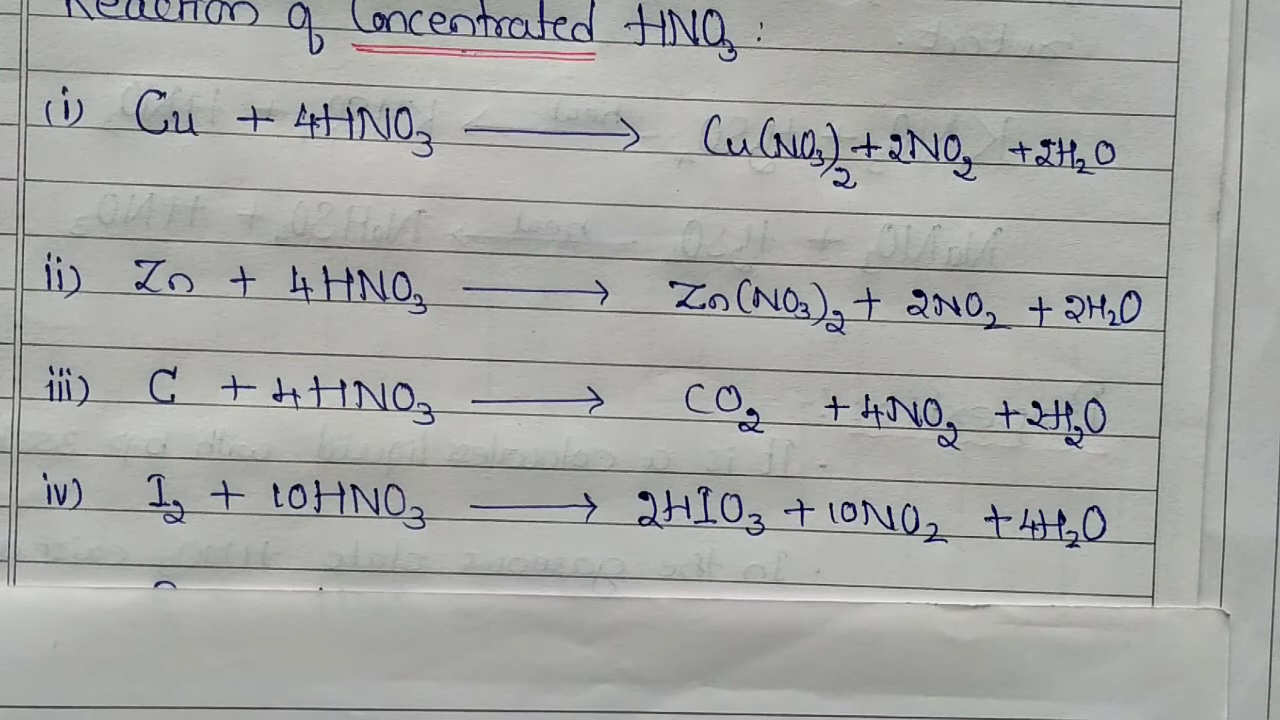 Reaction of Concentrated HNO₃ :
(i) Cu + 4HNO₃ ⟶ Cu(NO₃)₂ + 2NO₂ + 2H₂O
ii) Zn + 4HNO₃ ⟶ Zn(NO₃)₂ + 2NO₂ + 2H₂O
iii) C + 4HNO₃ ⟶ CO₂ + 4NO₂ + 2H₂O
iv) I₂ + 10HNO₃ ⟶ 2HIO₃ + 10NO₂ + 4H₂O